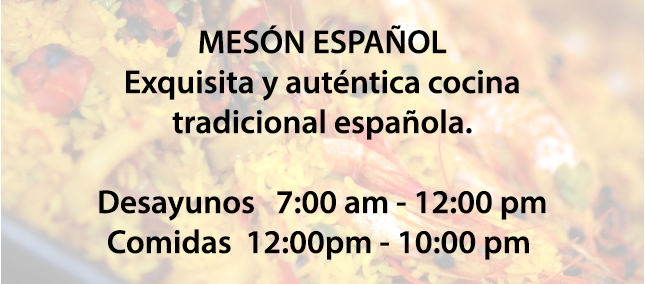 MESÓN ESPAÑOL
Exquisita y auténtica cocina
tradicional española.
Desayunos 7:00 am - 12:00 pm
Comidas 12:00pm - 10:00 pm